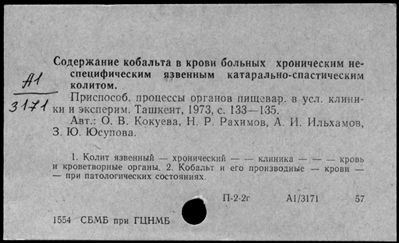 Содержание кобальта в крови больных хроническим не-
специфическим язвенным катарально-спастическим
колитом.
А1
3171
Приспособ. процессы органов пищевар. в усл. клини-
ки и эксперим. Ташкент, 1973, с. 133—135.
Авт.: О. В. Кокуева, Н. Р. Рахимов, А. И. Ильхамов,
З. Ю. Юсупова.
1. Колит язвенный — хронический — — клиника — — — кровь
и кроветворные органы. 2. Кобальт и его производные — крови —
— при патологических состояниях.
П-2-2г А1/3171 57
1554 СБМБ при ГЦНМБ